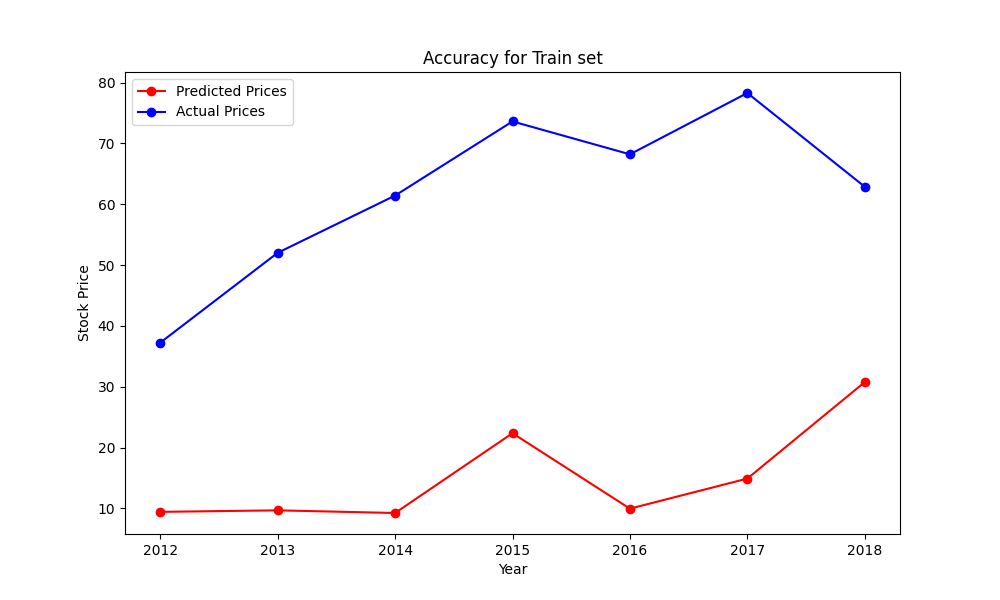 Accuracy for Train set
Predicted Prices
Actual Prices
80
70
60
50
40
30
20
10
Stock Price
2012 2013 2014 2015 2016 2017 2018
Year